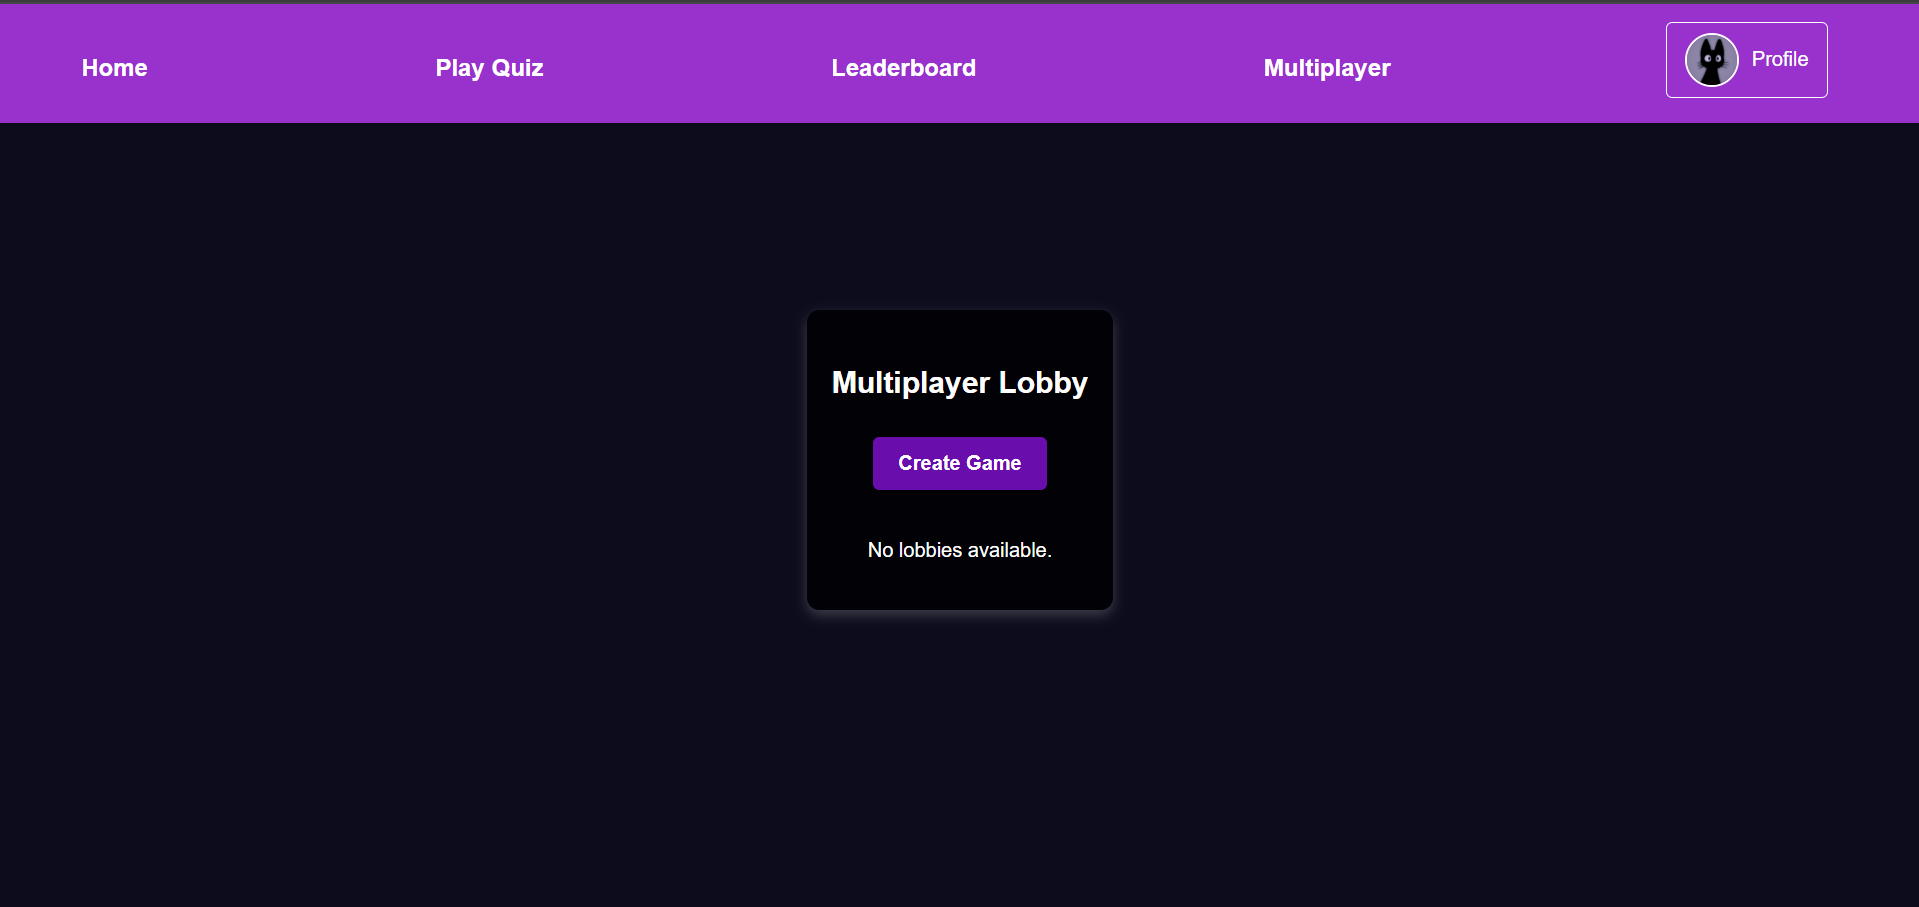 Home
Play Quiz
Leaderboard
Multiplayer
Profile
Multiplayer Lobby
Create Game
No lobbies available.